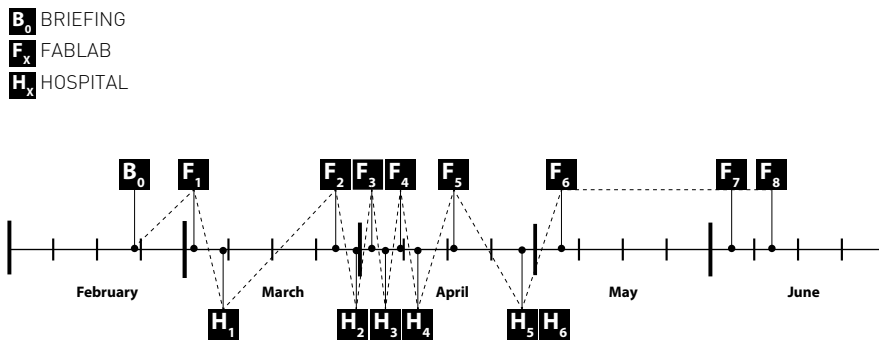 B0 BRIEFING
Fx FABLAB
Hx HOSPITAL
B0 F1 F2 F3 F4 F5 F6 F7 F8
February March April May June
H1 H2 H3 H4 H5 H6